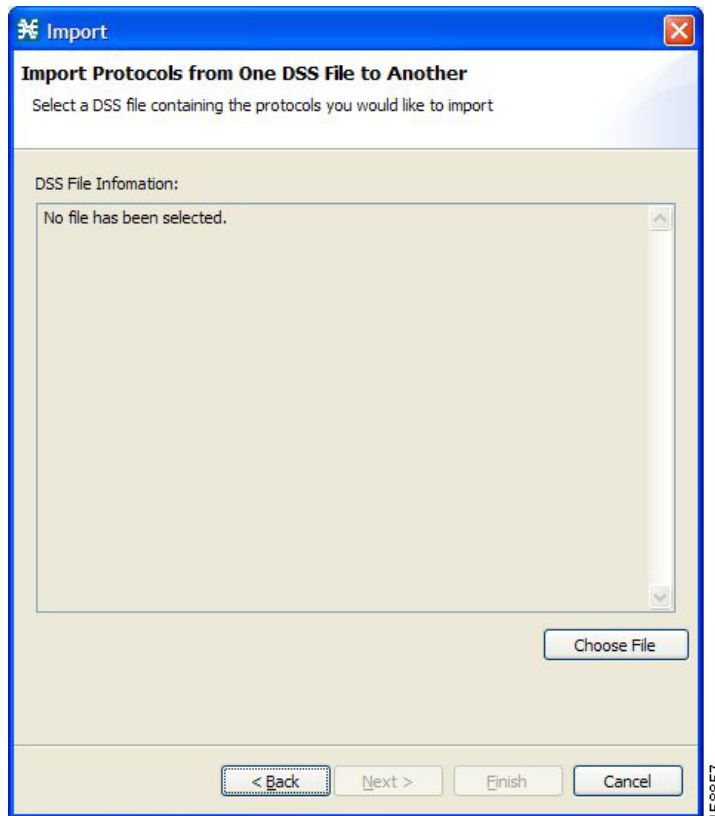 Import
Import Protocols from One DSS File to Another
Select a DSS file containing the protocols you would like to import
DSS File Infomation:
No file has been selected.
Choose File
< Back
Next >
Finish
Cancel